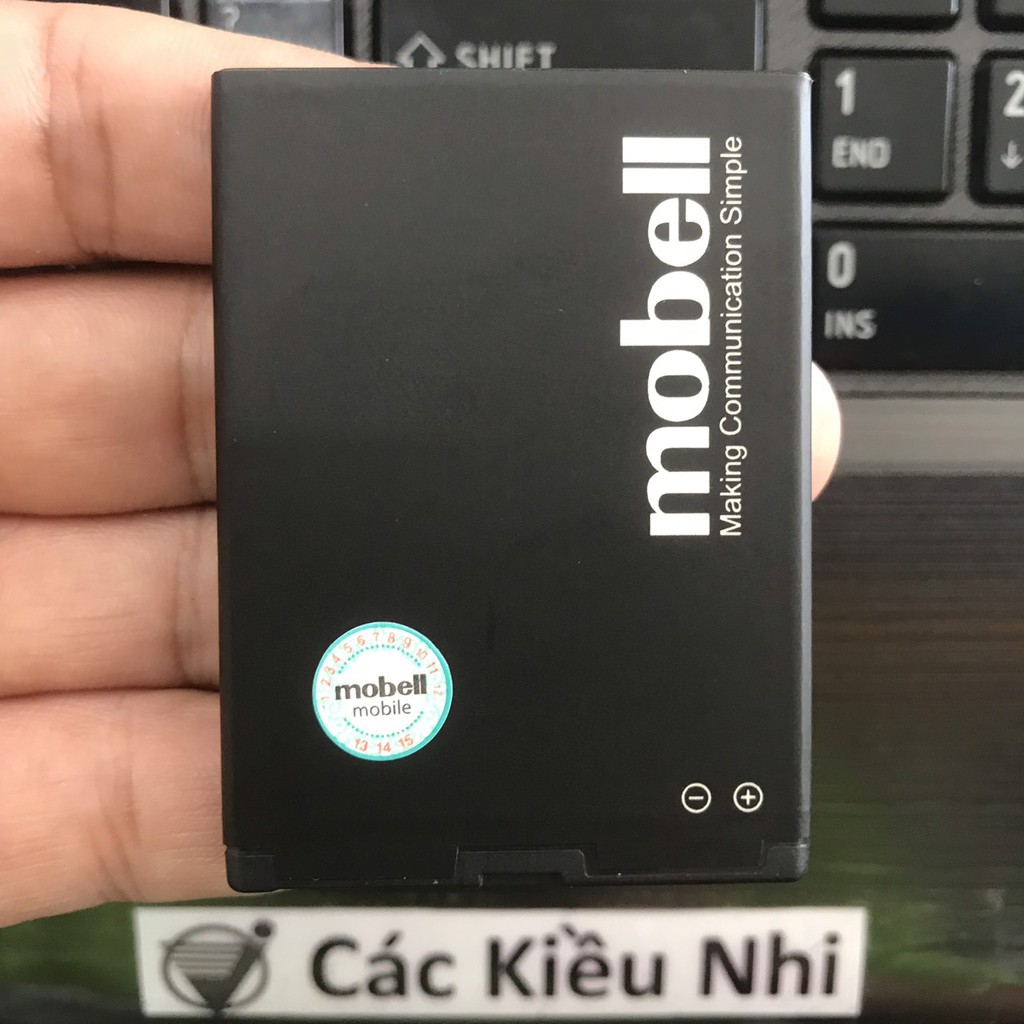 ?
SHIFT
1
END
2
↓
0
INS
mobell
Making Communication Simple
1 2 3 4 5 6 7 8 9 10 11 12
mobell
mobile
13 14 15
Các Kiều Nhi